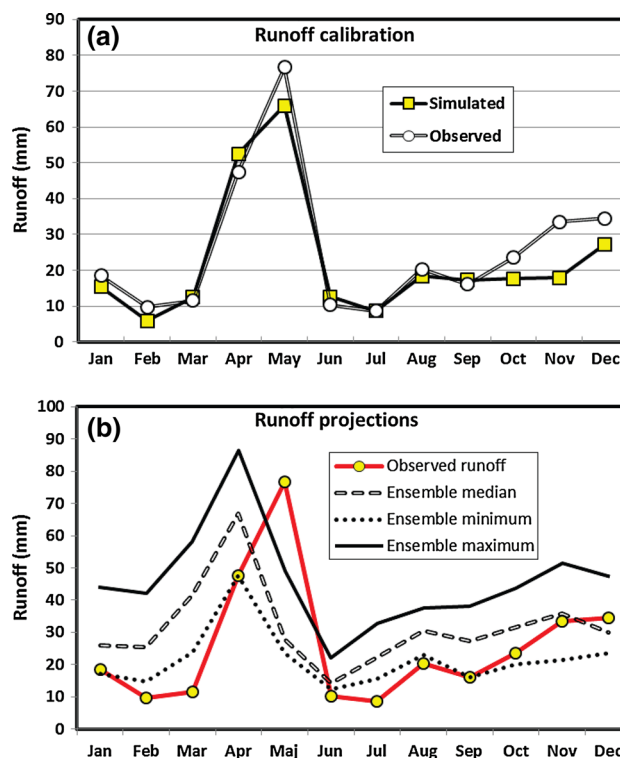 (a)
Runoff calibration
Runoff (mm)
90
80
70
60
50
40
30
20
10
0
Simulated
Observed
Jan Feb Mar Apr May Jun Jul Aug Sep Oct Nov Dec
(b)
Runoff projections
Runoff (mm)
100
90
80
70
60
50
40
30
20
10
0
Observed runoff
Ensemble median
Ensemble minimum
Ensemble maximum
Jan Feb Mar Apr Maj Jun Jul Aug Sep Oct Nov Dec